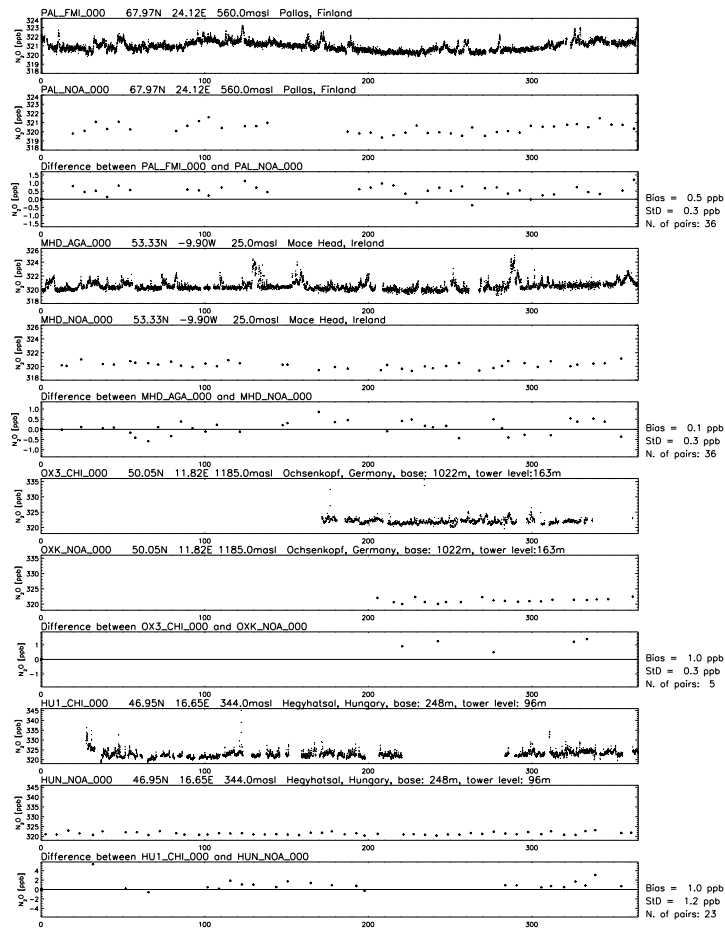 PAL_FMI_000 67.97N 24.12E 560.0masl Pallas, Finland
324
323
322
321
320
319
318
N₂O [ppb]
0 100 200 300
PAL_NOA_000 67.97N 24.12E 560.0masl Pallas, Finland
324
323
322
321
320
319
318
N₂O [ppb]
0 100 200 300
Difference between PAL_FMI_000 and PAL_NOA_000
1.5
1.0
0.5
0.0
-0.5
-1.0
-1.5
N₂O [ppb]
Bias = 0.5 ppb
StD = 0.3 ppb
N. of pairs: 36
0 100 200 300
MHD_AGA_000 53.33N -9.90W 25.0masl Mace Head, Ireland
326
324
322
320
318
N₂O [ppb]
0 100 200 300
MHD_NOA_000 53.33N -9.90W 25.0masl Mace Head, Ireland
326
324
322
320
318
N₂O [ppb]
0 100 200 300
Difference between MHD_AGA_000 and MHD_NOA_000
1.0
0.5
0.0
-0.5
-1.0
N₂O [ppb]
Bias = 0.1 ppb
StD = 0.3 ppb
N. of pairs: 36
0 100 200 300
OX3_CHI_000 50.05N 11.82E 1185.0masl Ochsenkopf, Germany, base: 1022m, tower level:163m
335
330
325
320
N₂O [ppb]
0 100 200 300
OXK_NOA_000 50.05N 11.82E 1185.0masl Ochsenkopf, Germany, base: 1022m, tower level:163m
335
330
325
320
N₂O [ppb]
0 100 200 300
Difference between OX3_CHI_000 and OXK_NOA_000
1
0
-1
N₂O [ppb]
Bias = 1.0 ppb
StD = 0.3 ppb
N. of pairs: 5
0 100 200 300
HU1_CHI_000 46.95N 16.65E 344.0masl Hegyhatsal, Hungary, base: 248m, tower level: 96m
345
340
335
330
325
320
N₂O [ppb]
0 100 200 300
HUN_NOA_000 46.95N 16.65E 344.0masl Hegyhatsal, Hungary, base: 248m, tower level: 96m
345
340
335
330
325
320
N₂O [ppb]
0 100 200 300
Difference between HU1_CHI_000 and HUN_NOA_000
4
2
0
-2
-4
N₂O [ppb]
Bias = 1.0 ppb
StD = 1.2 ppb
N. of pairs: 23
0 100 200 300